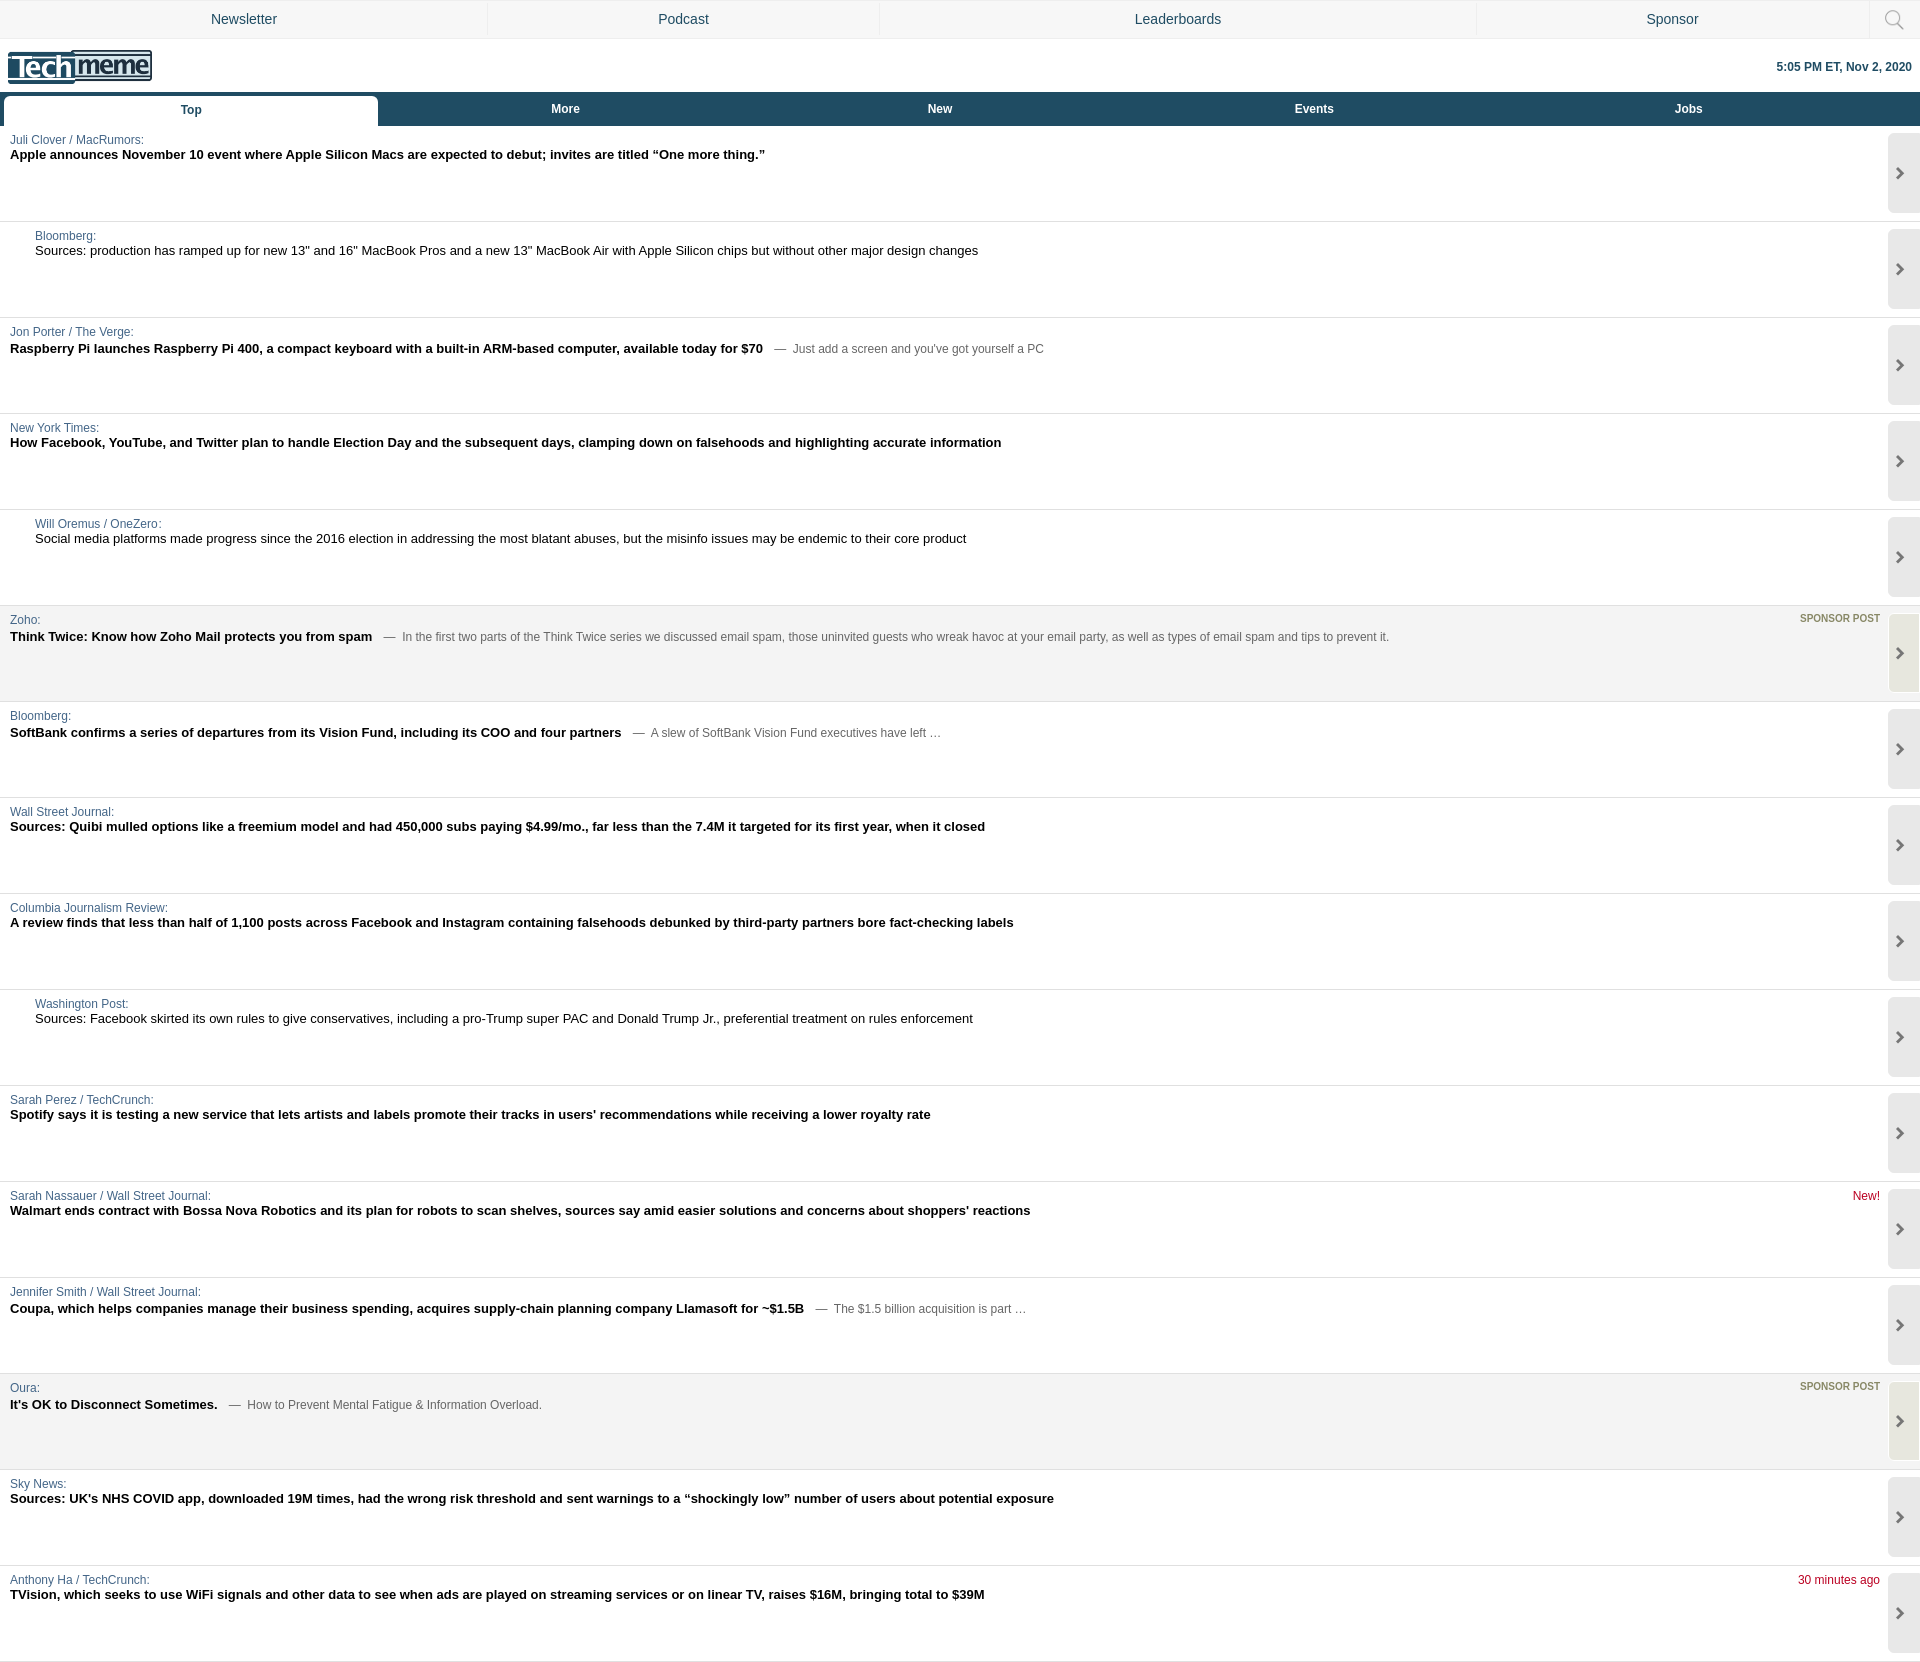 Newsletter
Podcast
Leaderboards
Sponsor
Techmeme
5:05 PM ET, Nov 2, 2020
Top
More
New
Events
Jobs
Juli Clover / MacRumors:
Apple announces November 10 event where Apple Silicon Macs are expected to debut; invites are titled “One more thing.”
Bloomberg:
Sources: production has ramped up for new 13" and 16" MacBook Pros and a new 13" MacBook Air with Apple Silicon chips but without other major design changes
Jon Porter / The Verge:
Raspberry Pi launches Raspberry Pi 400, a compact keyboard with a built-in ARM-based computer, available today for $70 — Just add a screen and you've got yourself a PC
New York Times:
How Facebook, YouTube, and Twitter plan to handle Election Day and the subsequent days, clamping down on falsehoods and highlighting accurate information
Will Oremus / OneZero:
Social media platforms made progress since the 2016 election in addressing the most blatant abuses, but the misinfo issues may be endemic to their core product
Zoho:
SPONSOR POST
Think Twice: Know how Zoho Mail protects you from spam — In the first two parts of the Think Twice series we discussed email spam, those uninvited guests who wreak havoc at your email party, as well as types of email spam and tips to prevent it.
Bloomberg:
SoftBank confirms a series of departures from its Vision Fund, including its COO and four partners — A slew of SoftBank Vision Fund executives have left …
Wall Street Journal:
Sources: Quibi mulled options like a freemium model and had 450,000 subs paying $4.99/mo., far less than the 7.4M it targeted for its first year, when it closed
Columbia Journalism Review:
A review finds that less than half of 1,100 posts across Facebook and Instagram containing falsehoods debunked by third-party partners bore fact-checking labels
Washington Post:
Sources: Facebook skirted its own rules to give conservatives, including a pro-Trump super PAC and Donald Trump Jr., preferential treatment on rules enforcement
Sarah Perez / TechCrunch:
Spotify says it is testing a new service that lets artists and labels promote their tracks in users' recommendations while receiving a lower royalty rate
Sarah Nassauer / Wall Street Journal:
New!
Walmart ends contract with Bossa Nova Robotics and its plan for robots to scan shelves, sources say amid easier solutions and concerns about shoppers' reactions
Jennifer Smith / Wall Street Journal:
Coupa, which helps companies manage their business spending, acquires supply-chain planning company Llamasoft for ~$1.5B — The $1.5 billion acquisition is part …
Oura:
SPONSOR POST
It's OK to Disconnect Sometimes. — How to Prevent Mental Fatigue & Information Overload.
Sky News:
Sources: UK's NHS COVID app, downloaded 19M times, had the wrong risk threshold and sent warnings to a “shockingly low” number of users about potential exposure
Anthony Ha / TechCrunch:
30 minutes ago
TVision, which seeks to use WiFi signals and other data to see when ads are played on streaming services or on linear TV, raises $16M, bringing total to $39M